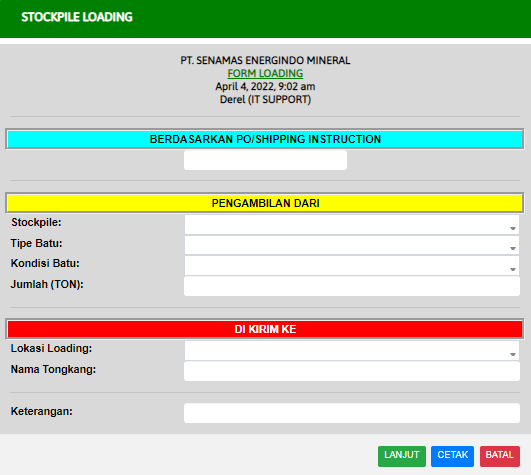 STOCKPILE LOADING
PT. SENAMAS ENERGINDO MINERAL
FORM LOADING
April 4, 2022, 9:02 am
Derel (IT SUPPORT)
BERDASARKAN PO/SHIPPING INSTRUCTION
PENGAMBILAN DARI
Stockpile:
Tipe Batu:
Kondisi Batu:
Jumlah (TON):
DI KIRIM KE
Lokasi Loading:
Nama Tongkang:
Keterangan:
LANJUT CETAK BATAL